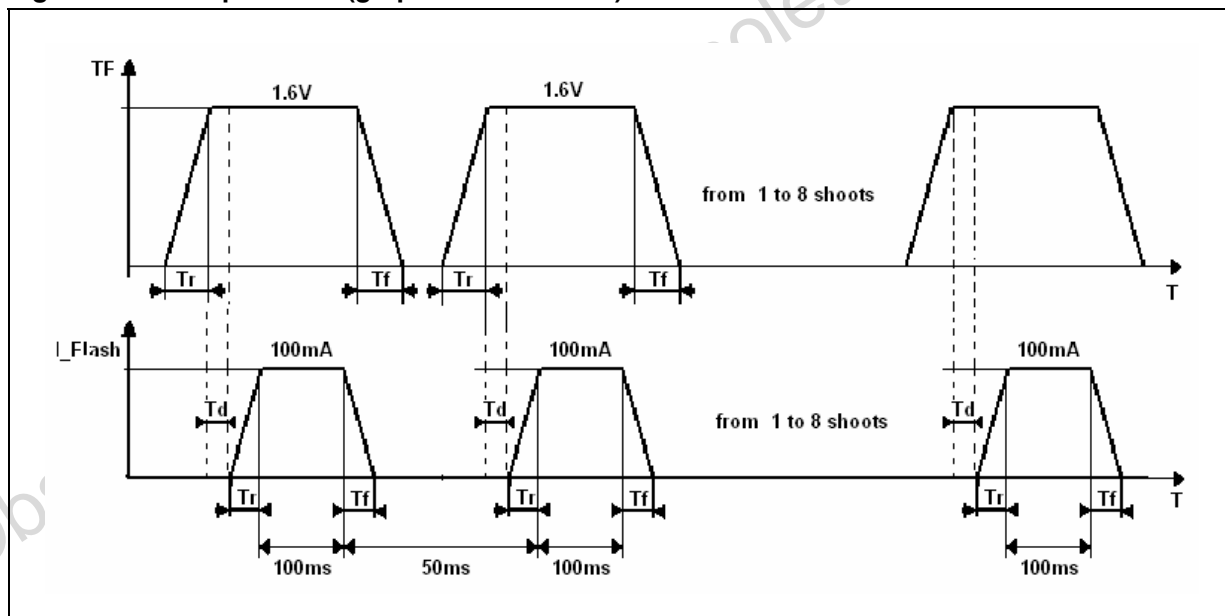 TF
1.6V
1.6V
from 1 to 8 shoots
Tr
Tf
Tr
Tf
T
I_Flash
100mA
100mA
100mA
Td
Td
Td
from 1 to 8 shoots
Tr
Tf
Tr
Tf
Tr
Tf
T
100ms
50ms
100ms
100ms